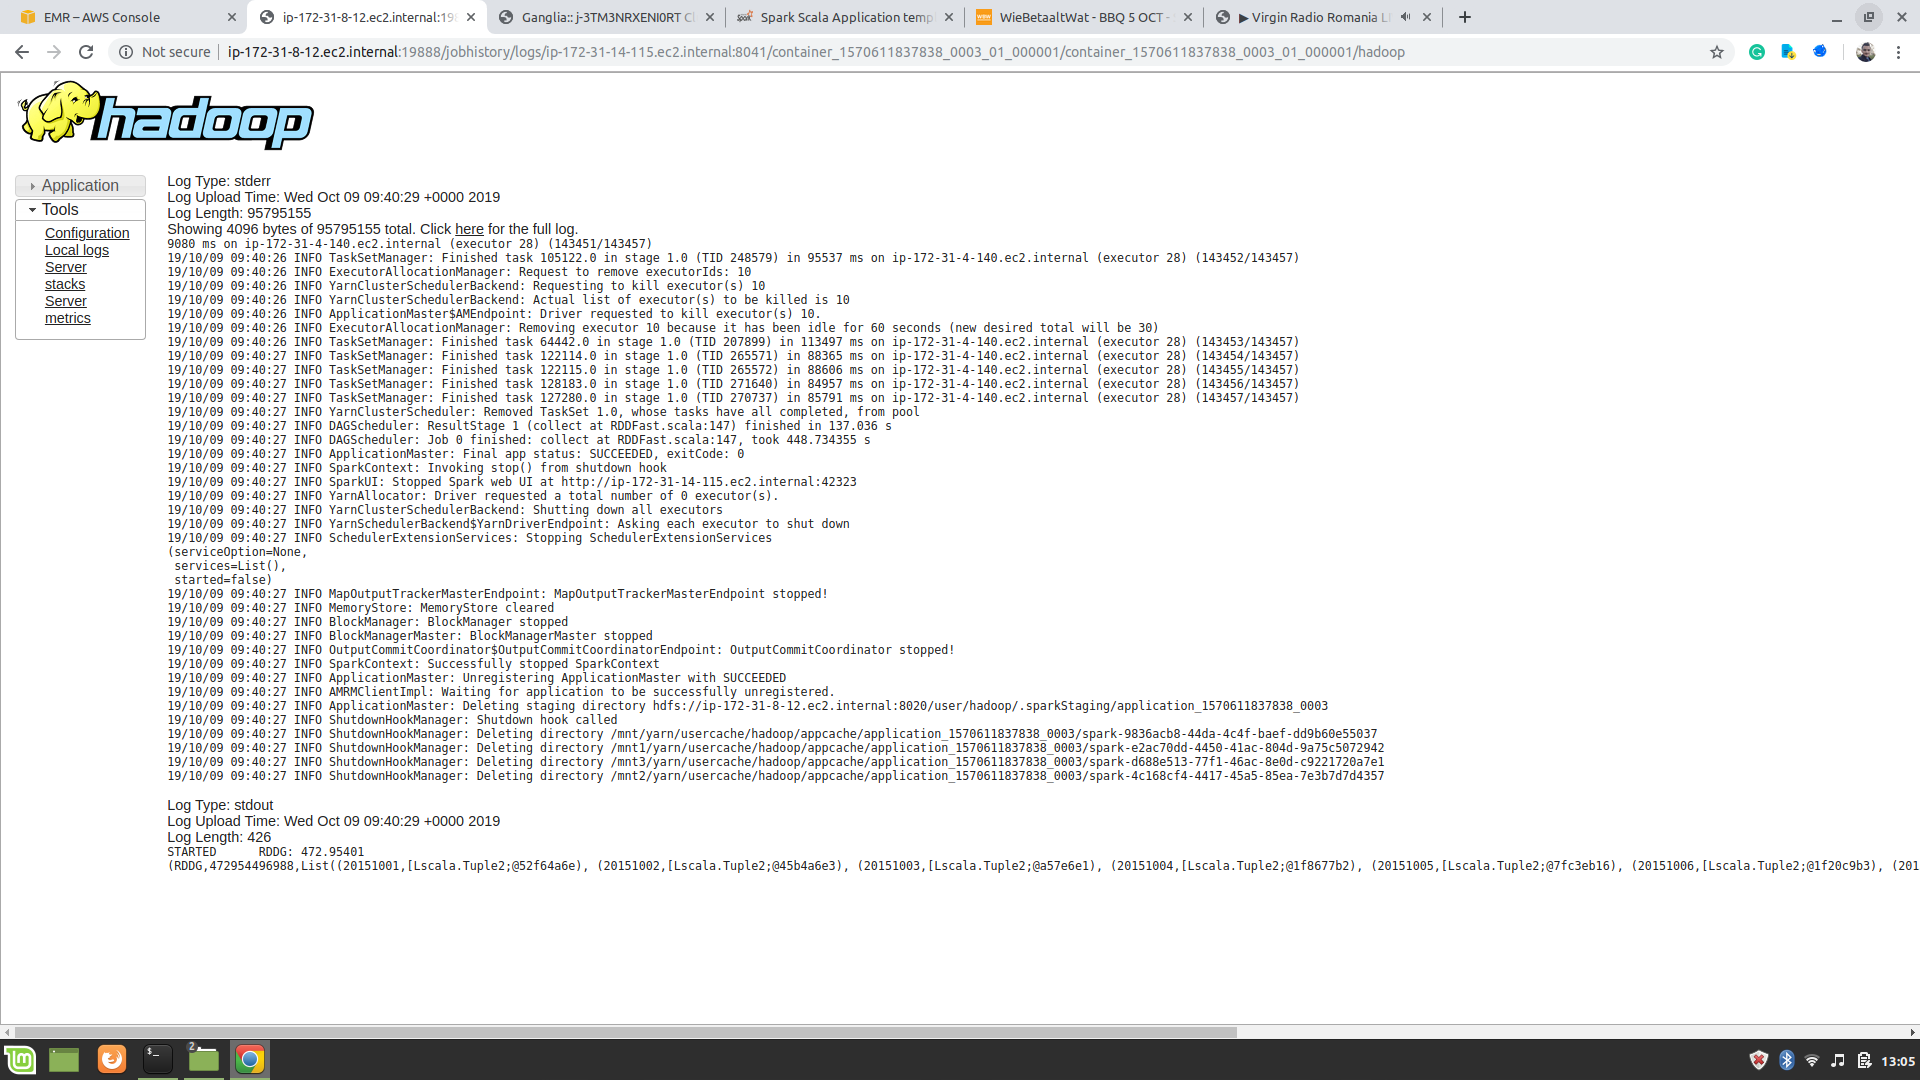 EMR – AWS Console
ip-172-31-8-12.ec2.internal:198
Ganglia:: j-3TM3NRXENI0RT Cl
Spark Scala Application temp
WieBetaaltWat - BBQ 5 OCT -
▶ Virgin Radio Romania LI
Not secure | ip-172-31-8-12.ec2.internal:19888/jobhistory/logs/ip-172-31-14-115.ec2.internal:8041/container_1570611837838_0003_01_000001/container_1570611837838_0003_01_000001/hadoop
hadoop
Application
Tools
Configuration
Local logs
Server
stacks
Server
metrics
Log Type: stderr
Log Upload Time: Wed Oct 09 09:40:29 +0000 2019
Log Length: 95795155
Showing 4096 bytes of 95795155 total. Click here for the full log.
9080 ms on ip-172-31-4-140.ec2.internal (executor 28) (143451/143457)
19/10/09 09:40:26 INFO TaskSetManager: Finished task 105122.0 in stage 1.0 (TID 248579) in 95537 ms on ip-172-31-4-140.ec2.internal (executor 28) (143452/143457)
19/10/09 09:40:26 INFO ExecutorAllocationManager: Request to remove executorIds: 10
19/10/09 09:40:26 INFO YarnClusterSchedulerBackend: Requesting to kill executor(s) 10
19/10/09 09:40:26 INFO YarnClusterSchedulerBackend: Actual list of executor(s) to be killed is 10
19/10/09 09:40:26 INFO ApplicationMaster$AMEndpoint: Driver requested to kill executor(s) 10.
19/10/09 09:40:26 INFO ExecutorAllocationManager: Removing executor 10 because it has been idle for 60 seconds (new desired total will be 30)
19/10/09 09:40:26 INFO TaskSetManager: Finished task 64442.0 in stage 1.0 (TID 207899) in 113497 ms on ip-172-31-4-140.ec2.internal (executor 28) (143453/143457)
19/10/09 09:40:27 INFO TaskSetManager: Finished task 122114.0 in stage 1.0 (TID 265571) in 88365 ms on ip-172-31-4-140.ec2.internal (executor 28) (143454/143457)
19/10/09 09:40:27 INFO TaskSetManager: Finished task 122115.0 in stage 1.0 (TID 265572) in 88606 ms on ip-172-31-4-140.ec2.internal (executor 28) (143455/143457)
19/10/09 09:40:27 INFO TaskSetManager: Finished task 128183.0 in stage 1.0 (TID 271640) in 84957 ms on ip-172-31-4-140.ec2.internal (executor 28) (143456/143457)
19/10/09 09:40:27 INFO TaskSetManager: Finished task 127280.0 in stage 1.0 (TID 270737) in 85791 ms on ip-172-31-4-140.ec2.internal (executor 28) (143457/143457)
19/10/09 09:40:27 INFO YarnClusterScheduler: Removed TaskSet 1.0, whose tasks have all completed, from pool
19/10/09 09:40:27 INFO DAGScheduler: ResultStage 1 (collect at RDDFast.scala:147) finished in 137.036 s
19/10/09 09:40:27 INFO DAGScheduler: Job 0 finished: collect at RDDFast.scala:147, took 448.734355 s
19/10/09 09:40:27 INFO ApplicationMaster: Final app status: SUCCEEDED, exitCode: 0
19/10/09 09:40:27 INFO SparkContext: Invoking stop() from shutdown hook
19/10/09 09:40:27 INFO SparkUI: Stopped Spark web UI at http://ip-172-31-14-115.ec2.internal:42323
19/10/09 09:40:27 INFO YarnAllocator: Driver requested a total number of 0 executor(s).
19/10/09 09:40:27 INFO YarnClusterSchedulerBackend: Shutting down all executors
19/10/09 09:40:27 INFO YarnSchedulerBackend$YarnDriverEndpoint: Asking each executor to shut down
19/10/09 09:40:27 INFO SchedulerExtensionServices: Stopping SchedulerExtensionServices
(serviceOption=None,
 services=List(),
 started=false)
19/10/09 09:40:27 INFO MapOutputTrackerMasterEndpoint: MapOutputTrackerMasterEndpoint stopped!
19/10/09 09:40:27 INFO MemoryStore: MemoryStore cleared
19/10/09 09:40:27 INFO BlockManager: BlockManager stopped
19/10/09 09:40:27 INFO BlockManagerMaster: BlockManagerMaster stopped
19/10/09 09:40:27 INFO OutputCommitCoordinator$OutputCommitCoordinatorEndpoint: OutputCommitCoordinator stopped!
19/10/09 09:40:27 INFO SparkContext: Successfully stopped SparkContext
19/10/09 09:40:27 INFO ApplicationMaster: Unregistering ApplicationMaster with SUCCEEDED
19/10/09 09:40:27 INFO AMRMClientImpl: Waiting for application to be successfully unregistered.
19/10/09 09:40:27 INFO ApplicationMaster: Deleting staging directory hdfs://ip-172-31-8-12.ec2.internal:8020/user/hadoop/.sparkStaging/application_1570611837838_0003
19/10/09 09:40:27 INFO ShutdownHookManager: Shutdown hook called
19/10/09 09:40:27 INFO ShutdownHookManager: Deleting directory /mnt/yarn/usercache/hadoop/appcache/application_1570611837838_0003/spark-9836acb8-44da-4c4f-baef-dd9b60e55037
19/10/09 09:40:27 INFO ShutdownHookManager: Deleting directory /mnt1/yarn/usercache/hadoop/appcache/application_1570611837838_0003/spark-e2ac70dd-4450-41ac-804d-9a75c5072942
19/10/09 09:40:27 INFO ShutdownHookManager: Deleting directory /mnt3/yarn/usercache/hadoop/appcache/application_1570611837838_0003/spark-d688e513-77f1-46ac-8e0d-c9221720a7e1
19/10/09 09:40:27 INFO ShutdownHookManager: Deleting directory /mnt2/yarn/usercache/hadoop/appcache/application_1570611837838_0003/spark-4c168cf4-4417-45a5-85ea-7e3b7d7d4357
Log Type: stdout
Log Upload Time: Wed Oct 09 09:40:29 +0000 2019
Log Length: 426
STARTED      RDDG: 472.95401
(RDDG,472954496988,List((20151001,[Lscala.Tuple2;@52f64a6e), (20151002,[Lscala.Tuple2;@45b4a6e3), (20151003,[Lscala.Tuple2;@a57e6e1), (20151004,[Lscala.Tuple2;@1f8677b2), (20151005,[Lscala.Tuple2;@7fc3eb16), (20151006,[Lscala.Tuple2;@1f20c9b3), (201
2
13:05